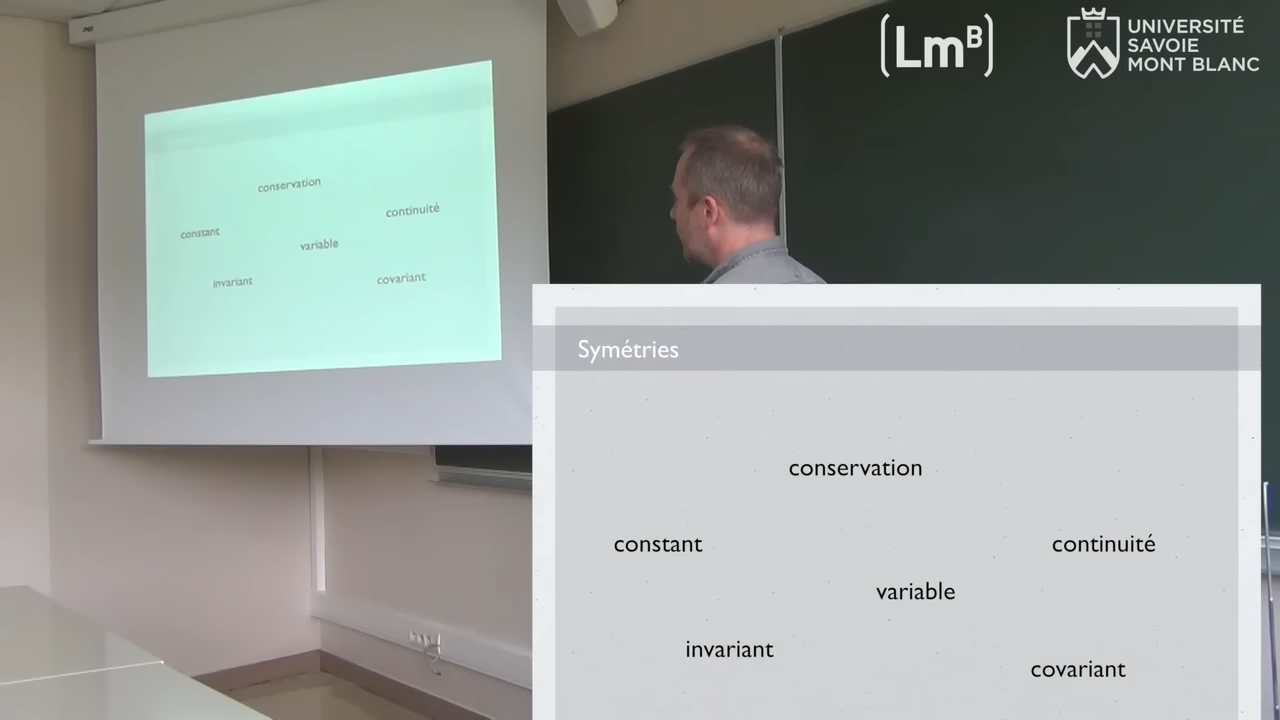 (LmB)
UNIVERSITÉ
SAVOIE
MONT BLANC
conservation
continuité
constant
variable
invariant
covariant
Symétries
conservation
constant
continuité
variable
invariant
covariant